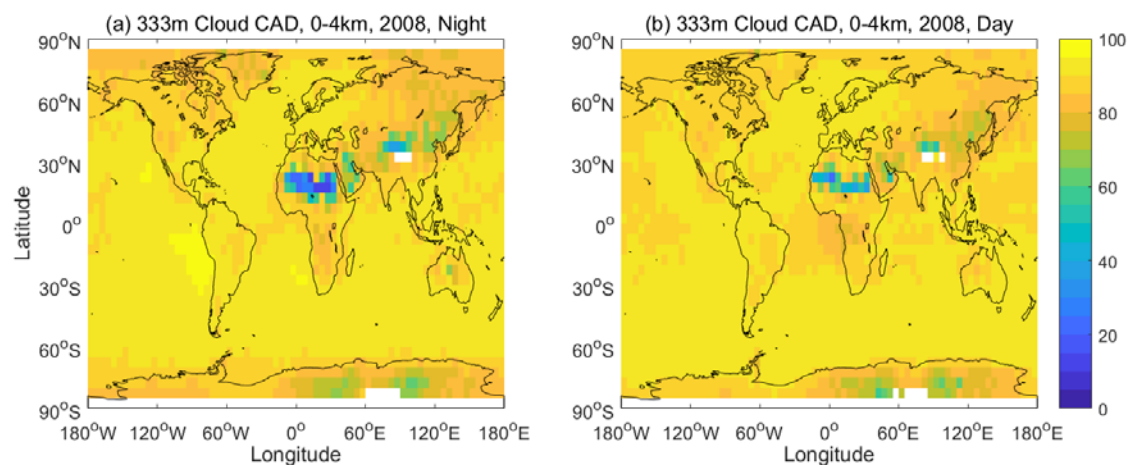 (a) 333m Cloud CAD, 0-4km, 2008, Night
(b) 333m Cloud CAD, 0-4km, 2008, Day
90°N
60°N
30°N
0°
30°S
60°S
90°S
Latitude
180°W 120°W 60°W 0° 60°E 120°E 180°E
Longitude
90°N
60°N
30°N
0°
30°S
60°S
90°S
180°W 120°W 60°W 0° 60°E 120°E 180°E
Longitude
100
80
60
40
20
0